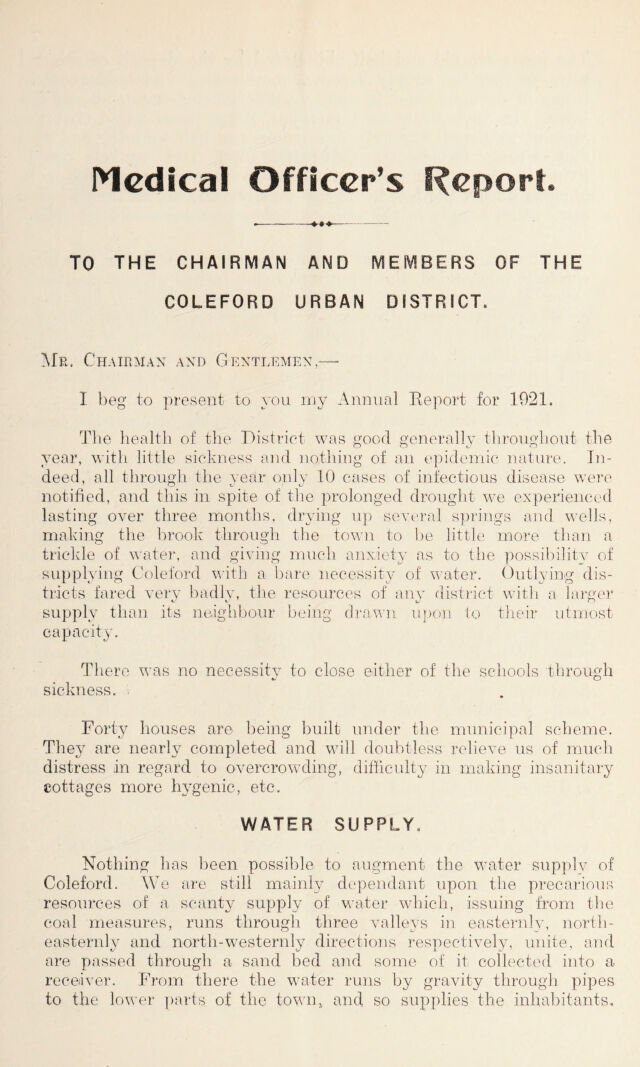 Medical Officer's Report.
TO THE CHAIRMAN AND MEMBERS OF THE
COLEFORD URBAN DISTRICT.
MR. CHAIRMAN AND GENTLEMEN,—
I beg to present to you my Annual Report for 1921.
The health of the District was good generally throughout the
year, with little sickness and nothing of an epidemic nature. In-
deed, all through the year only 10 cases of infectious disease were
notified, and this in spite of the prolonged drought we experienced
lasting over three months, drying up several springs and wells,
making the brook through the town to be little more than a
trickle of water, and giving much anxiety as to the possibility of
supplying Coleford with a bare necessity of water. Outlying dis-
tricts fared very badly, the resources of any district with a larger
supply than its neighbour being drawn upon to their utmost
capacity.
There was no necessity to close either of the schools through
sickness.
Forty houses are being built under the municipal scheme.
They are nearly completed and will doubtless relieve us of much
distress in regard to overcrowding, difficulty in making insanitary
cottages more hygenic, etc.
WATER SUPPLY.
Nothing has been possible to augment the water supply of
Coleford. We are still mainly dependant upon the precarious
resources of a scanty supply of water which, issuing from the
coal measures, runs through three valleys in easternly, north-
easternly and north-westernly directions respectively, unite, and
are passed through a sand bed and some of it collected into a
receiver. From there the water runs by gravity through pipes
to the lower parts of the town, and so supplies the inhabitants.